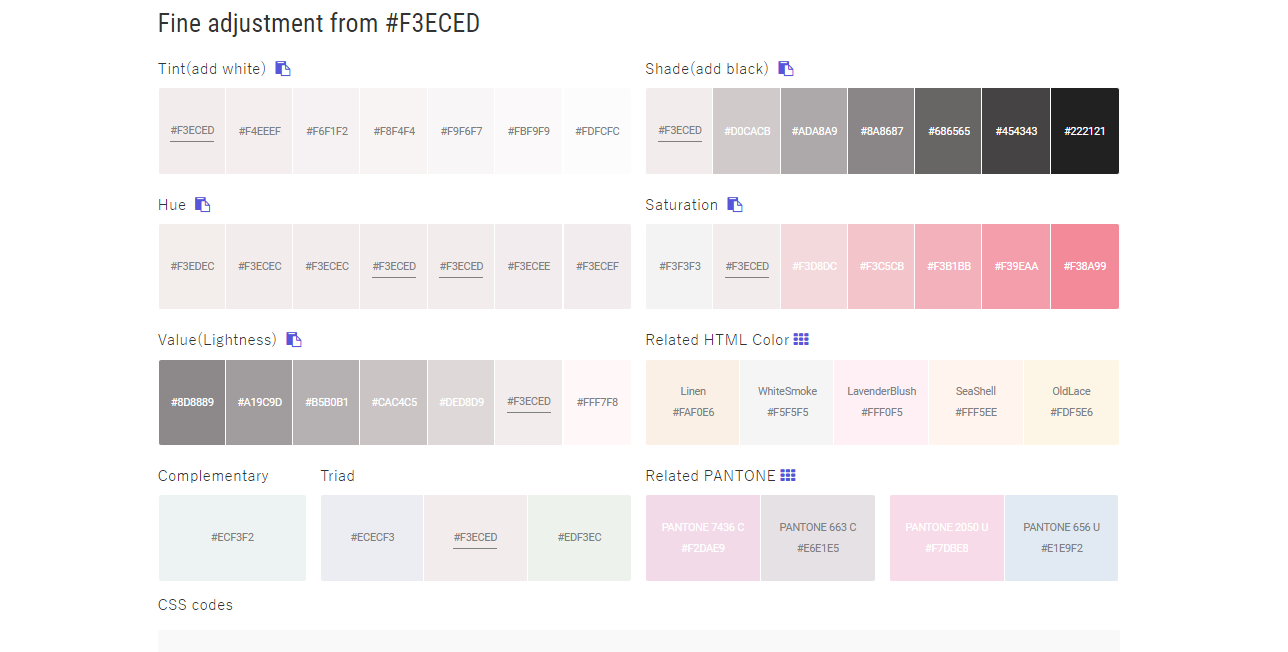 Fine adjustment from #F3ECED
Tint(add white)
#F3ECED #F4EEEF #F6F1F2 #F8F4F4 #F9F6F7 #FBF9F9 #FDFCFC
Shade(add black)
#F3ECED #D0CACB #ADA8A9 #8A8687 #686565 #454343 #222121
Hue
#F3EDEC #F3ECEC #F3ECEC #F3ECED #F3ECED #F3ECEE #F3ECEF
Saturation
#F3F3F3 #F3ECED #F3D8DC #F3C5CB #F3B1BB #F39EAA #F38A99
Value(Lightness)
#8D8889 #A19C9D #B5B0B1 #CAC4C5 #DED8D9 #F3ECED #FFF7F8
Related HTML Color
Linen WhiteSmoke LavenderBlush SeaShell OldLace
#FAF0E6 #F5F5F5 #FFF0F5 #FFF5EE #FDF5E6
Complementary
#ECF3F2
Triad
#ECECF3 #F3ECED #EDF3EC
Related PANTONE
PANTONE 7436 C PANTONE 663 C PANTONE 2050 U PANTONE 656 U
#F2DAE9 #E6E1E5 #F7DBE8 #E1E9F2
CSS codes